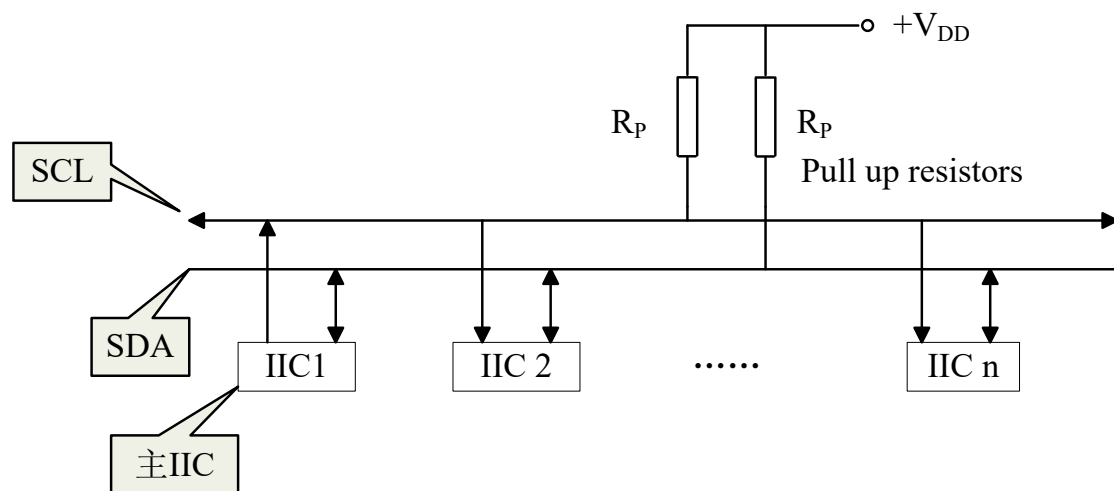 +VDD
RP
RP
Pull up resistors
SCL
SDA
IIC1
IIC 2
······
IIC n
主IIC